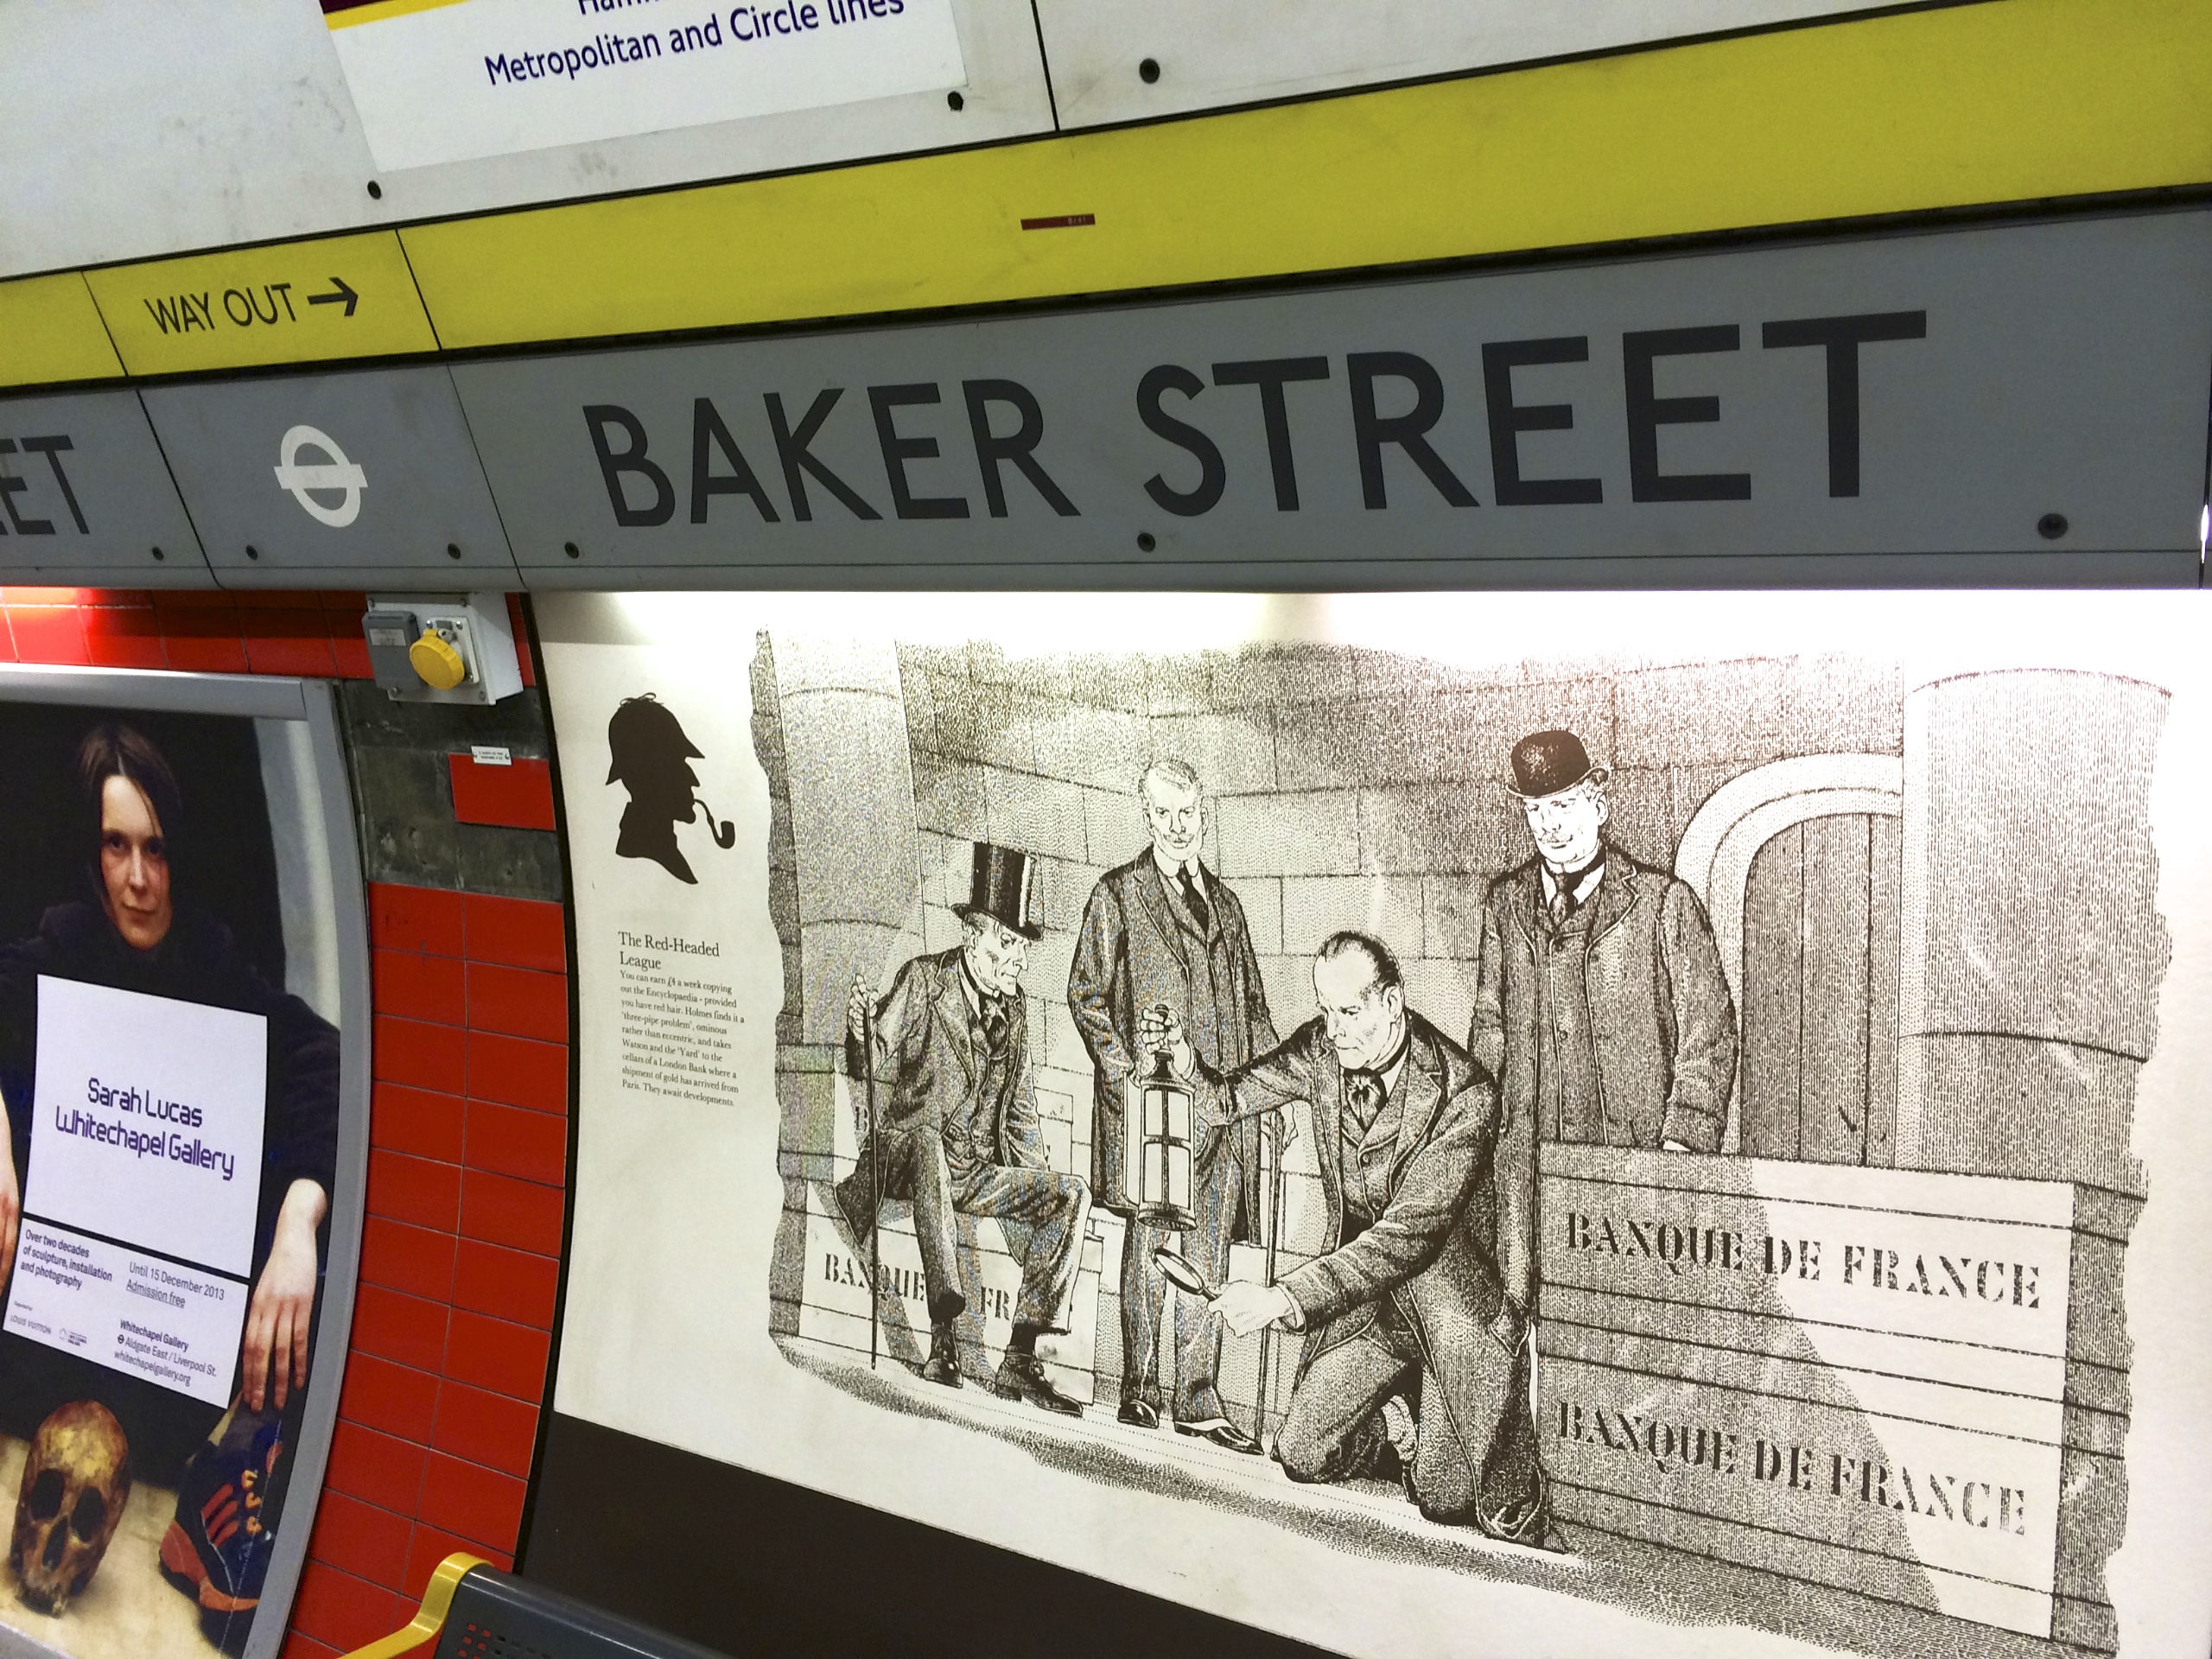 Metropolitan and Circle lines
WAY OUT →
BAKER STREET
ET
The Red-Headed
League
You can earn £4 a week copying
out the Encyclopaedia - provided
you have red hair. Holmes finds it a
'three-pipe problem', ominous
rather than eccentric, and takes
Watson and the 'Yard' to the
cellars of a London Bank where a
shipment of gold has arrived from
Paris. They await developments.
BANQUE FR
BANQUE DE FRANCE
BANQUE DE FRANCE
Sarah Lucas
Whitechapel Gallery
Over two decades
of sculpture, installation
and photography
Until 15 December 2013
Admission free
LOUIS VUITTON
Whitechapel Gallery
Aldgate East / Liverpool St.
whitechapelgallery.org